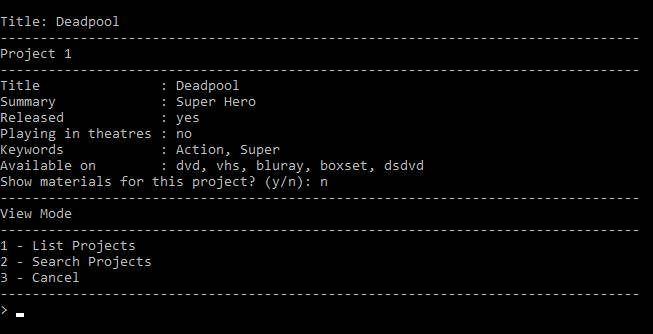 Title: Deadpool
--------------------------------------------------------------------------------
Project 1
--------------------------------------------------------------------------------
Title               : Deadpool
Summary             : Super Hero
Released            : yes
Playing in theatres : no
Keywords            : Action, Super
Available on        : dvd, vhs, bluray, boxset, dsdvd
Show materials for this project? (y/n): n
--------------------------------------------------------------------------------
View Mode
--------------------------------------------------------------------------------
1 - List Projects
2 - Search Projects
3 - Cancel
--------------------------------------------------------------------------------
> _